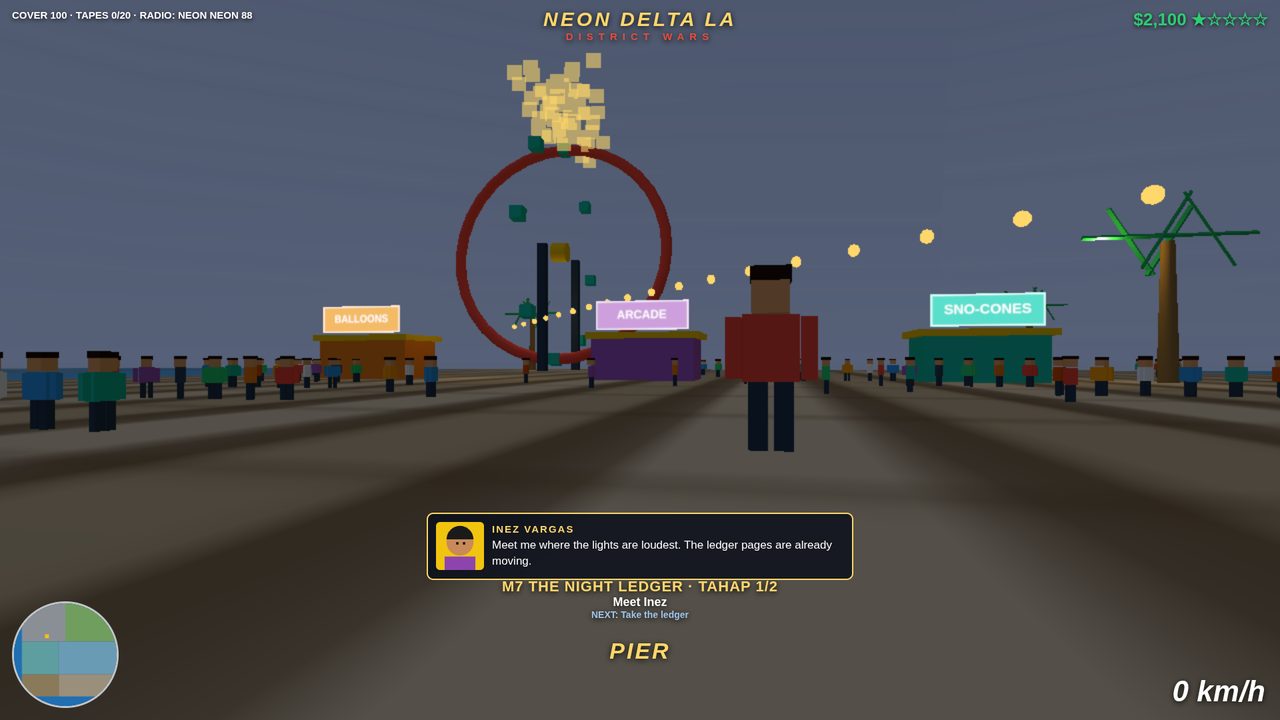 COVER 100 · TAPES 0/20 · RADIO: NEON NEON 88
NEON DELTA LA
DISTRICT WARS
$2,100 ★☆☆☆☆
BALLOONS
ARCADE
SNO-CONES
INEZ VARGAS
Meet me where the lights are loudest. The ledger pages are already
moving.
M7 THE NIGHT LEDGER · TAHAP 1/2
Meet Inez
NEXT: Take the ledger
PIER
0 km/h